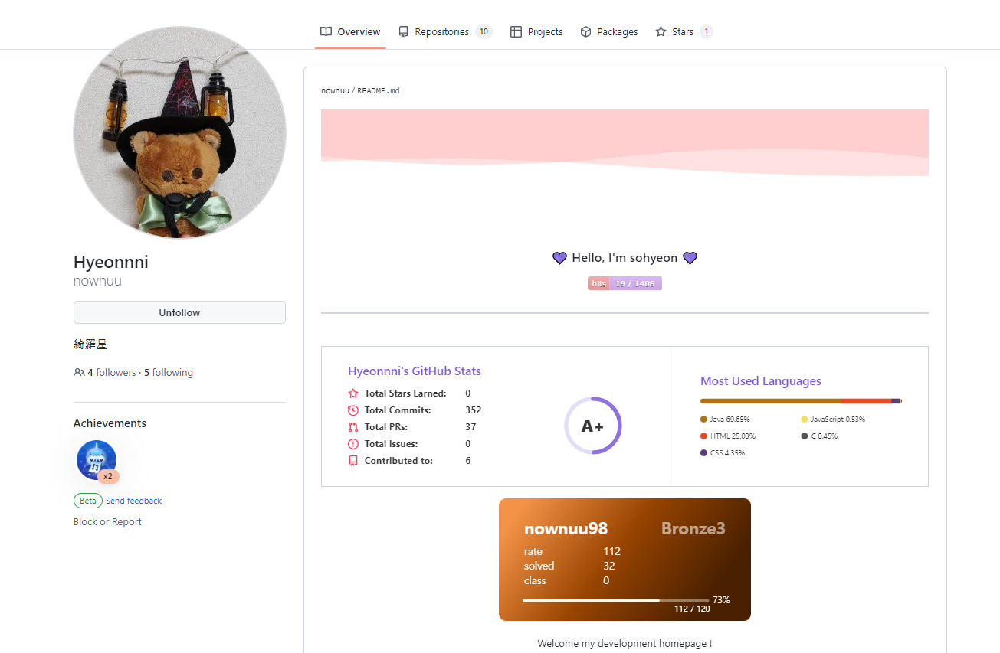 Overview Repositories 10 Projects Packages Stars 1
Hyeonnni
nownuu
Unfollow
綺羅星
4 followers · 5 following
Achievements
x2
Beta Send feedback
Block or Report
nownuu / README.md
Hello, I'm sohyeon
hits 19 / 1406
Hyeonnni's GitHub Stats
Total Stars Earned: 0
Total Commits: 352
Total PRs: 37
Total Issues: 0
Contributed to: 6
A+
Most Used Languages
Java 69.65% JavaScript 0.53%
HTML 25.03% C 0.45%
CSS 4.35%
nownuu98 Bronze3
rate 112
solved 32
class 0
73%
112 / 120
Welcome my development homepage !